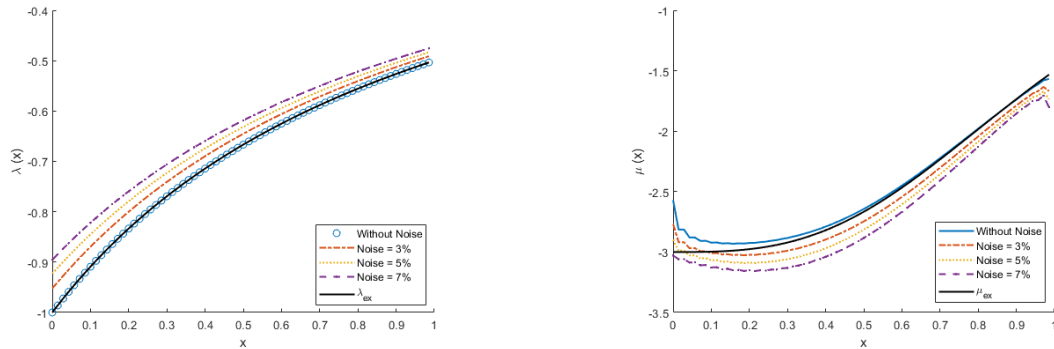 -0.4
-0.5
-0.6
-0.7
-0.8
-0.9
-1
λ (x)
0 0.1 0.2 0.3 0.4 0.5 0.6 0.7 0.8 0.9 1
x
Without Noise
Noise = 3%
Noise = 5%
Noise = 7%
λex
-1
-1.5
-2
-2.5
-3
-3.5
μ (x)
0 0.1 0.2 0.3 0.4 0.5 0.6 0.7 0.8 0.9 1
x
Without Noise
Noise = 3%
Noise = 5%
Noise = 7%
μex